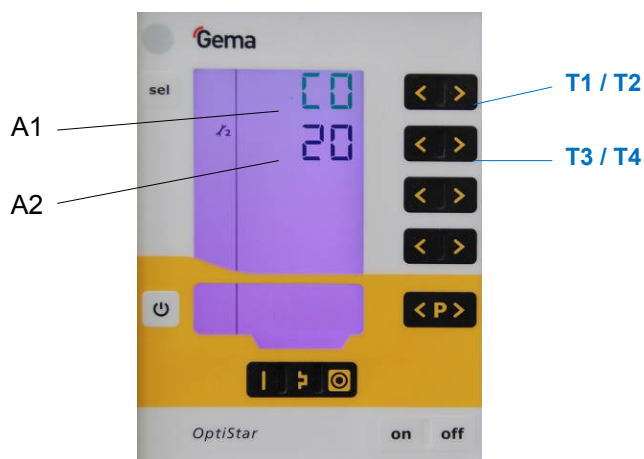 Gema
sel
C0
T1 / T2
A1
20
T3 / T4
A2
< P >
OptiStar
on off